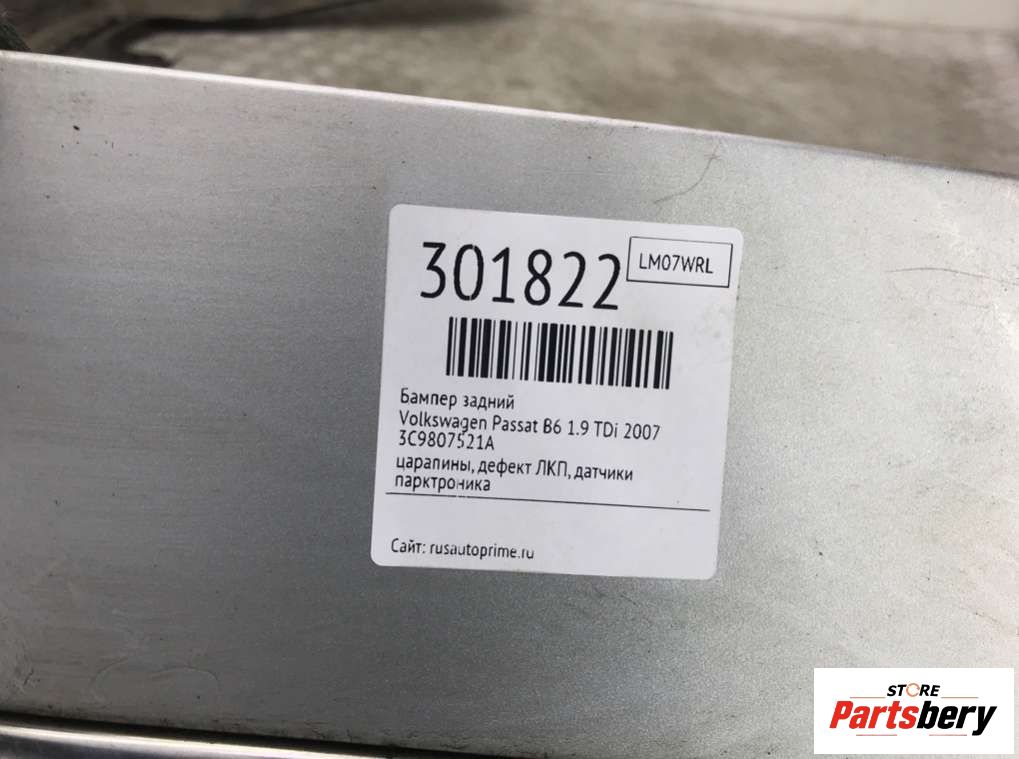 301822
LM07WRL
Бампер задний
Volkswagen Passat B6 1.9 TDi 2007
3C9807521A
царапины, дефект ЛКП, датчики
парктроника
Сайт: rusautoprime.ru
STORE
Partsbery